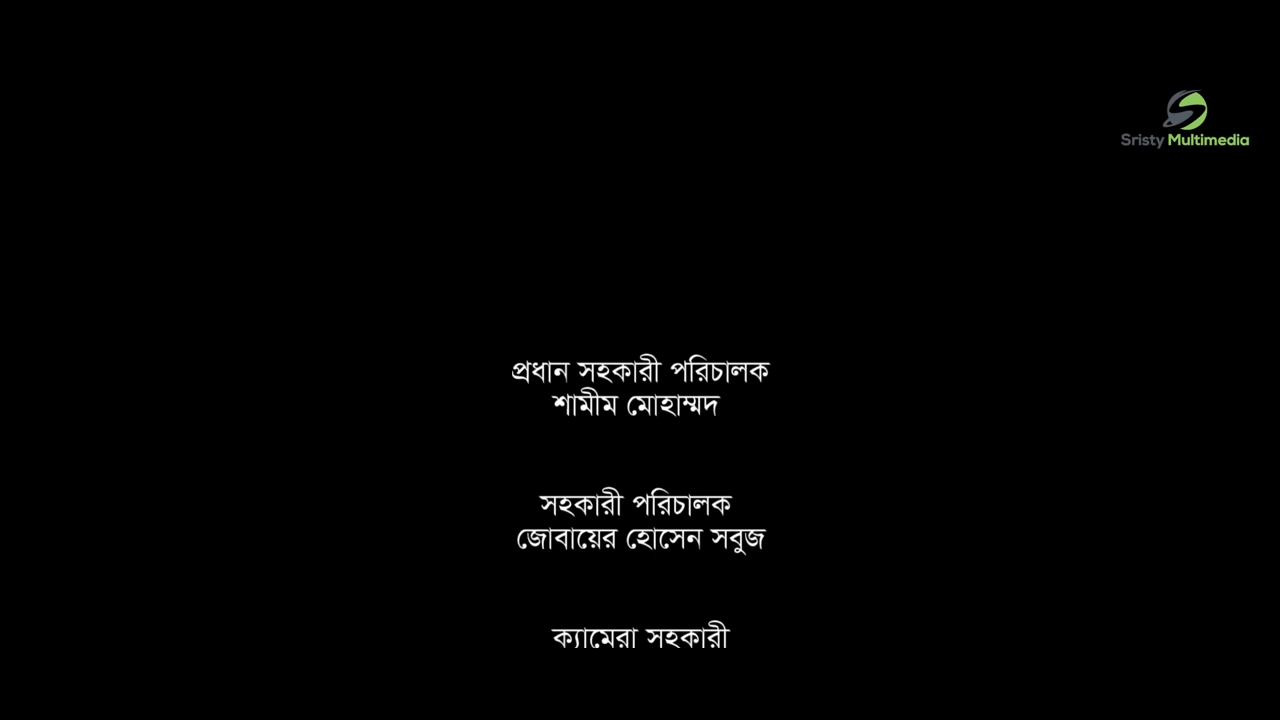 Sristy Multimedia
প্রধান সহকারী পরিচালক
শামীম মোহাম্মদ
সহকারী পরিচালক
জোবায়ের হোসেন সবুজ
ক্যামেরা সহকারী